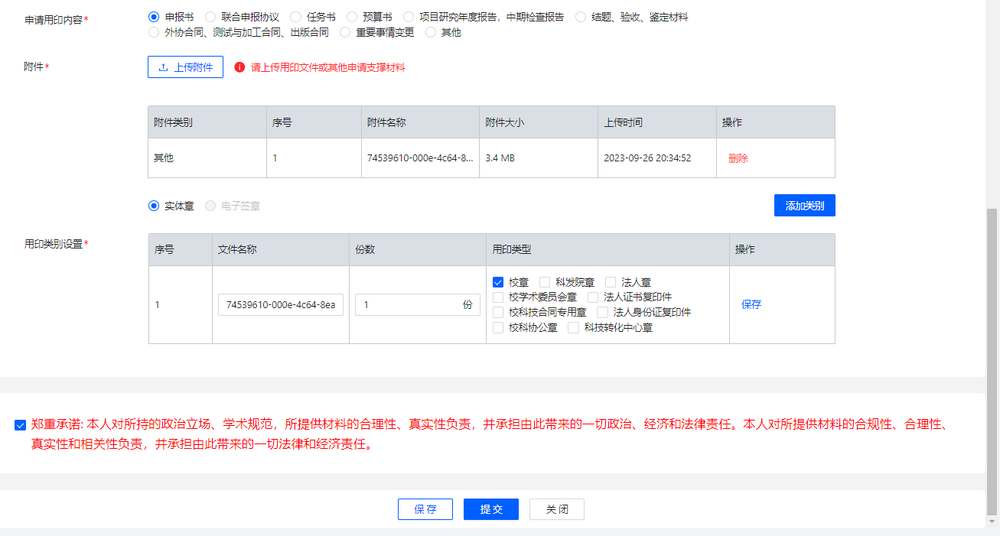 申请用印内容* 申报书 联合申报协议 任务书 预算书 项目研究年度报告，中期检查报告 结题、验收、鉴定材料
外协合同、测试与加工合同、出版合同 重要事情变更 其他
附件* 上传附件 请上传用印文件或其他申请支撑材料
附件类别 序号 附件名称 附件大小 上传时间 操作
其他 1 74539610-000e-4c64-8... 3.4 MB 2023-09-26 20:34:52 删除
实体章 电子签章 添加类别
用印类别设置*
序号 文件名称 份数 用印类型 操作
校章 科发院章 法人章
校学术委员会章 法人证书复印件
1 74539610-000e-4c64-8ea 1 份 保存
校科技合同专用章 法人身份证复印件
校科协公章 科技转化中心章
郑重承诺: 本人对所持的政治立场、学术规范，所提供材料的合理性、真实性负责，并承担由此带来的一切政治、经济和法律责任。本人对所提供材料的合规性、合理性、
真实性和相关性负责，并承担由此带来的一切法律和经济责任。
保存 提交 关闭